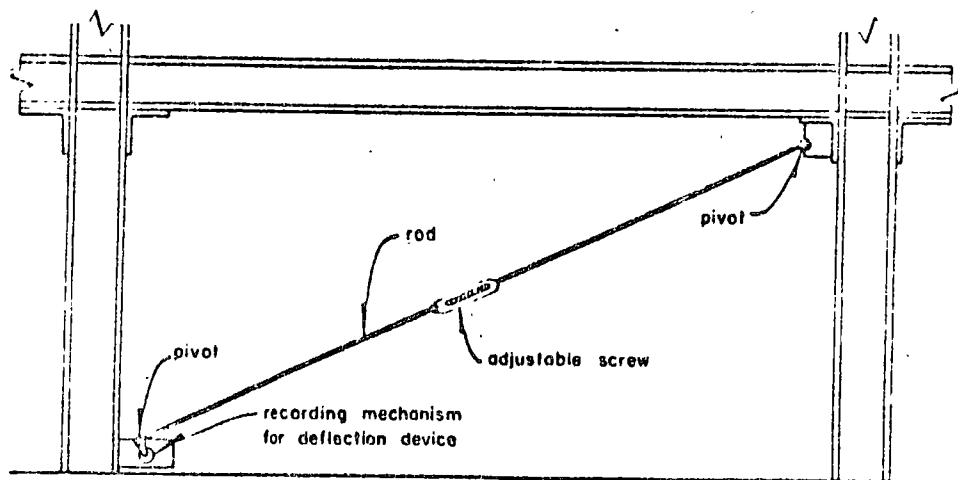 pivot
rod
adjustable screw
pivot
recording mechanism
for deflection device